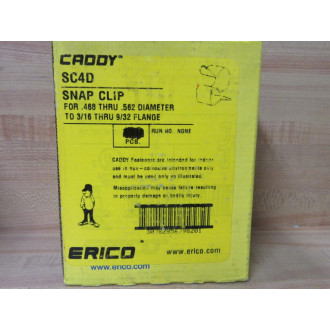 CADDY
SC4D
SNAP CLIP
FOR .468 THRU .562 DIAMETER
TO 3/16 THRU 9/32 FLANGE
PCS.
RUN NO. NONE
CADDY Fasteners are intended for indoor
use in non - corrosive environments only
and must be used only as illustrated.
Misapplication may cause failure resulting
in property damage or bodily injury.
ERICO
www.erico.com
www.erico.com